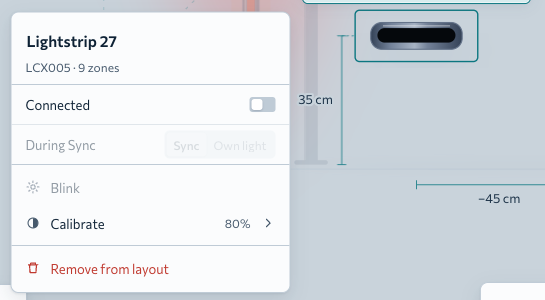 Lightstrip 27
LCX005 · 9 zones
Connected
During Sync
Sync
Own light
Blink
Calibrate
80%
Remove from layout
35 cm
−45 cm